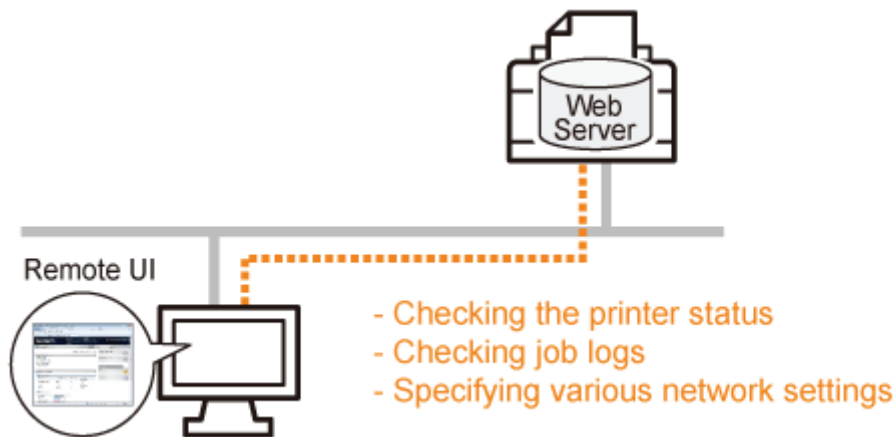 Web
Server
Remote UI
- Checking the printer status
- Checking job logs
- Specifying various network settings